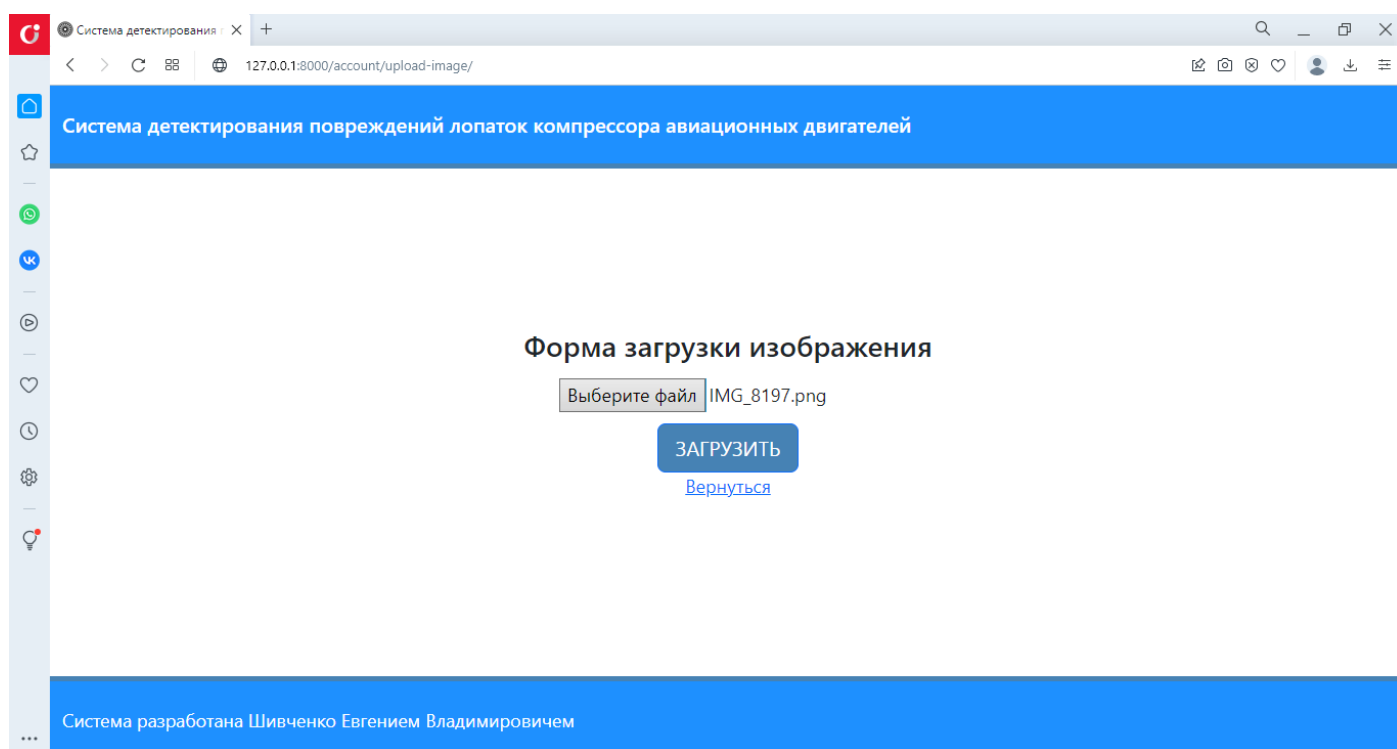 Система детектирования
127.0.0.1:8000/account/upload-image/
Система детектирования повреждений лопаток компрессора авиационных двигателей
Форма загрузки изображения
Выберите файл IMG_8197.png
ЗАГРУЗИТЬ
Вернуться
Система разработана Шивченко Евгением Владимировичем